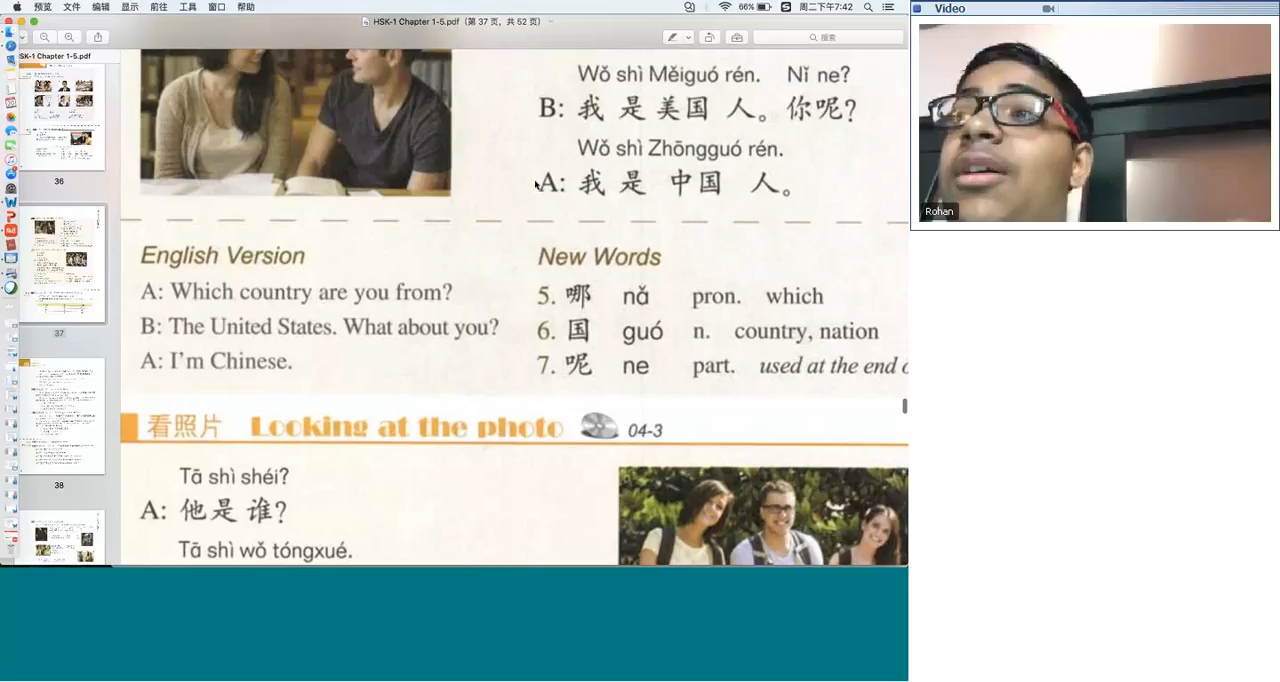 预览 文件 编辑 显示 前往 工具 窗口 帮助
66%
周二下午7:42
HSK-1 Chapter 1-5.pdf（第 37 页，共 52 页）
搜索
SK-1 Chapter 1-5.pdf
36
37
38
Wǒ shì Měiguó rén. Nǐ ne?
B: 我 是 美国 人。你呢?
Wǒ shì Zhōngguó rén.
A: 我 是 中国 人。
English Version
A: Which country are you from?
B: The United States. What about you?
A: I'm Chinese.
New Words
5. 哪 nǎ pron. which
6. 国 guó n. country, nation
7. 呢 ne part. used at the end
看照片 Looking at the photo 04-3
Tā shì shéi?
A: 他是 谁?
Tā shì wǒ tóngxué.
Video
Rohan